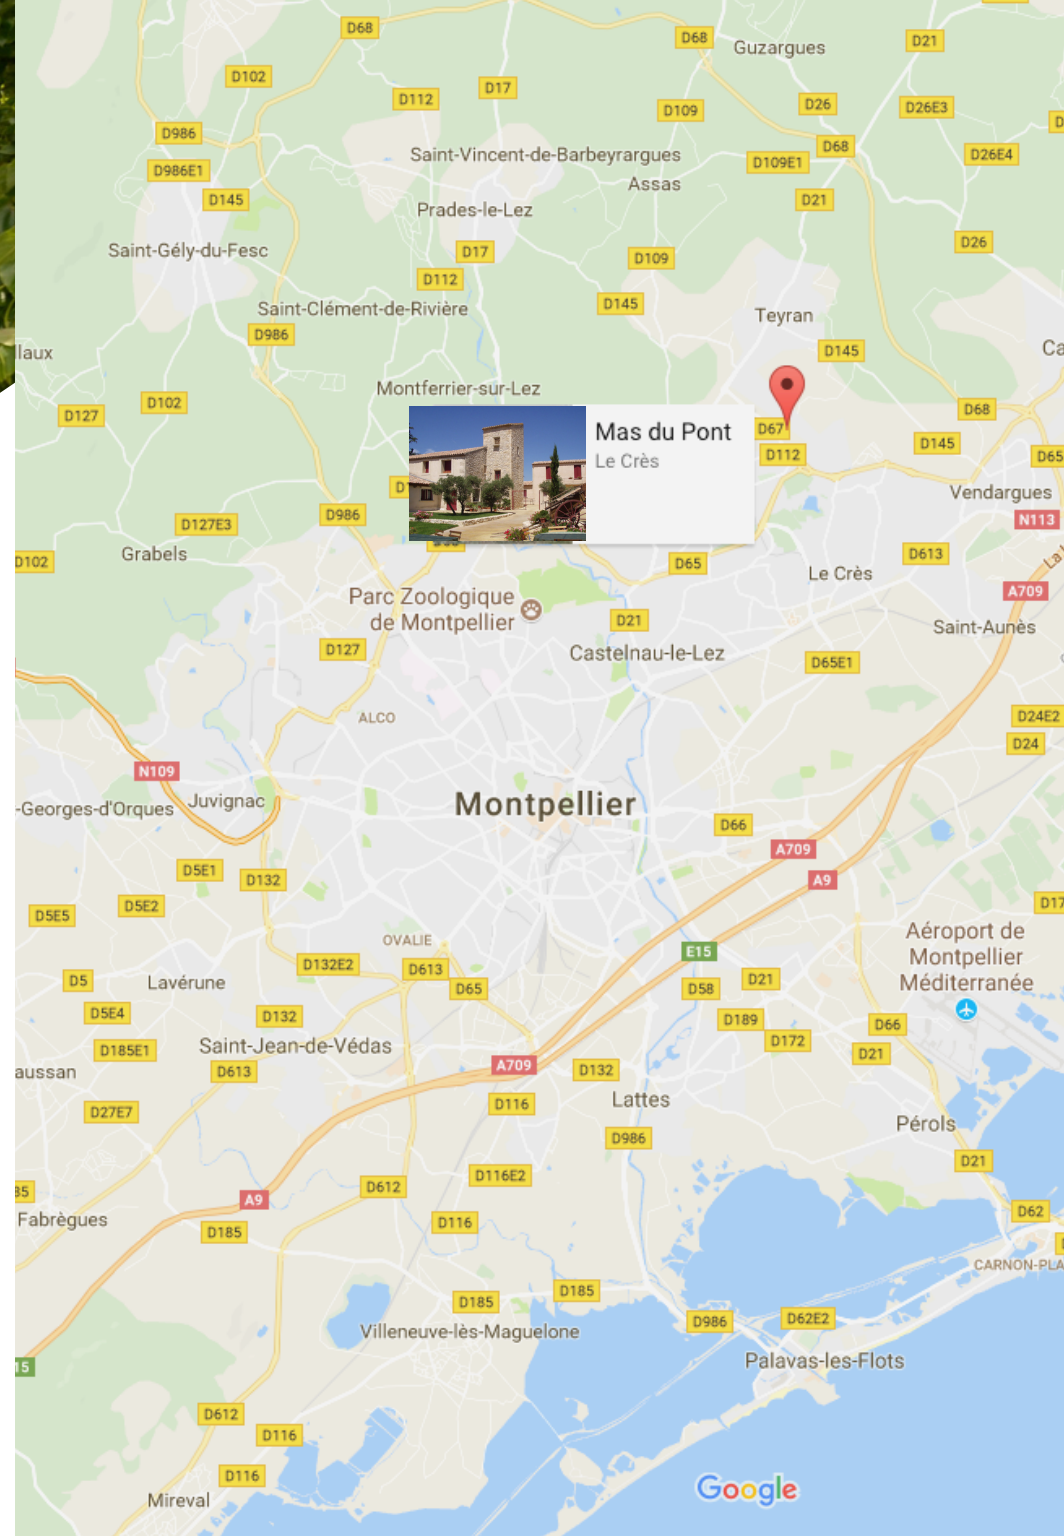 D68
D68
Guzargues
D21
D102
D17
D112
D109
D26
D26E3
D986
D68
Saint-Vincent-de-Barbeyrargues
D109E1
D26E4
D986E1
Assas
D145
Prades-le-Lez
D21
Saint-Gély-du-Fesc
D17
D109
D26
D112
Saint-Clément-de-Rivière
D145
Teyran
D986
D145
llaux
Montferrier-sur-Lez
D102
D127
D68
Mas du Pont
D67
Le Crès
D112
D145
D65
Vendargues
D986
D127E3
N113
Grabels
D102
D65
Le Crès
D613
A709
Parc Zoologique
de Montpellier
D21
Saint-Aunès
D127
Castelnau-le-Lez
D65E1
ALCO
D24E2
D24
N109
-Georges-d'Orques
Juvignac
Montpellier
D66
A709
D5E1
D132
A9
D5E5
D5E2
D17
OVALIE
Aéroport de
Montpellier
Méditerranée
E15
D132E2
D613
D5
Lavérune
D65
D58
D21
D5E4
D132
D189
D66
D185E1
Saint-Jean-de-Védas
D172
D21
aussan
D613
A709
D132
D27E7
D116
Lattes
Pérols
D986
D21
D116E2
85
A9
D612
Fabrègues
D185
D116
D62
CARNON-PLA
D185
D185
D986
D62E2
Villeneuve-lès-Maguelone
Palavas-les-Flots
15
D612
D116
D116
Mireval
Google